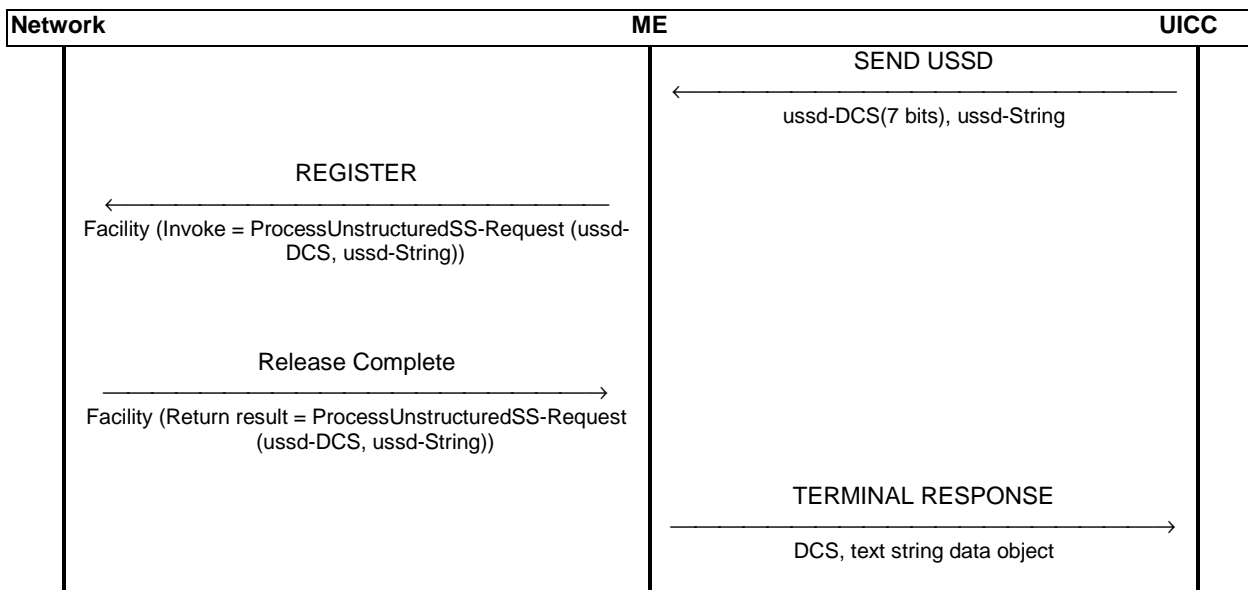 Network ME UICC
SEND USSD
ussd-DCS(7 bits), ussd-String
REGISTER
Facility (Invoke = ProcessUnstructuredSS-Request (ussd-
DCS, ussd-String))
Release Complete
Facility (Return result = ProcessUnstructuredSS-Request
(ussd-DCS, ussd-String))
TERMINAL RESPONSE
DCS, text string data object